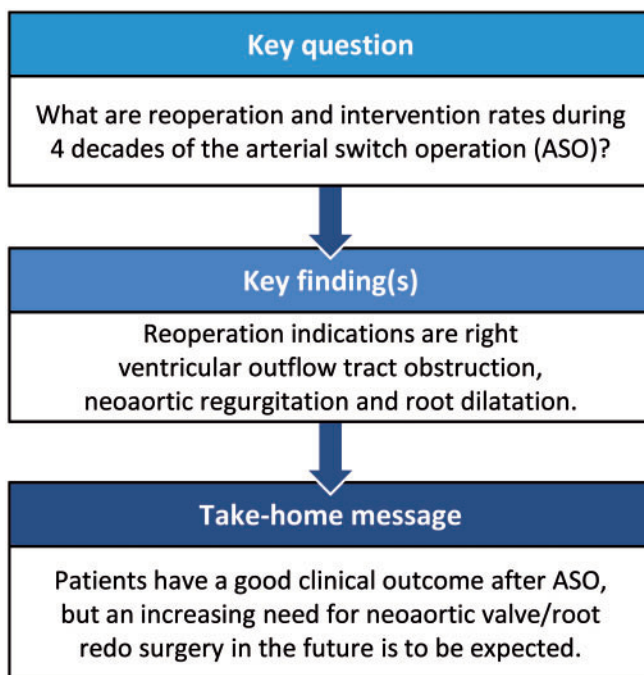 Key question
What are reoperation and intervention rates during
4 decades of the arterial switch operation (ASO)?
Key finding(s)
Reoperation indications are right
ventricular outflow tract obstruction,
neoaortic regurgitation and root dilatation.
Take-home message
Patients have a good clinical outcome after ASO,
but an increasing need for neoaortic valve/root
redo surgery in the future is to be expected.